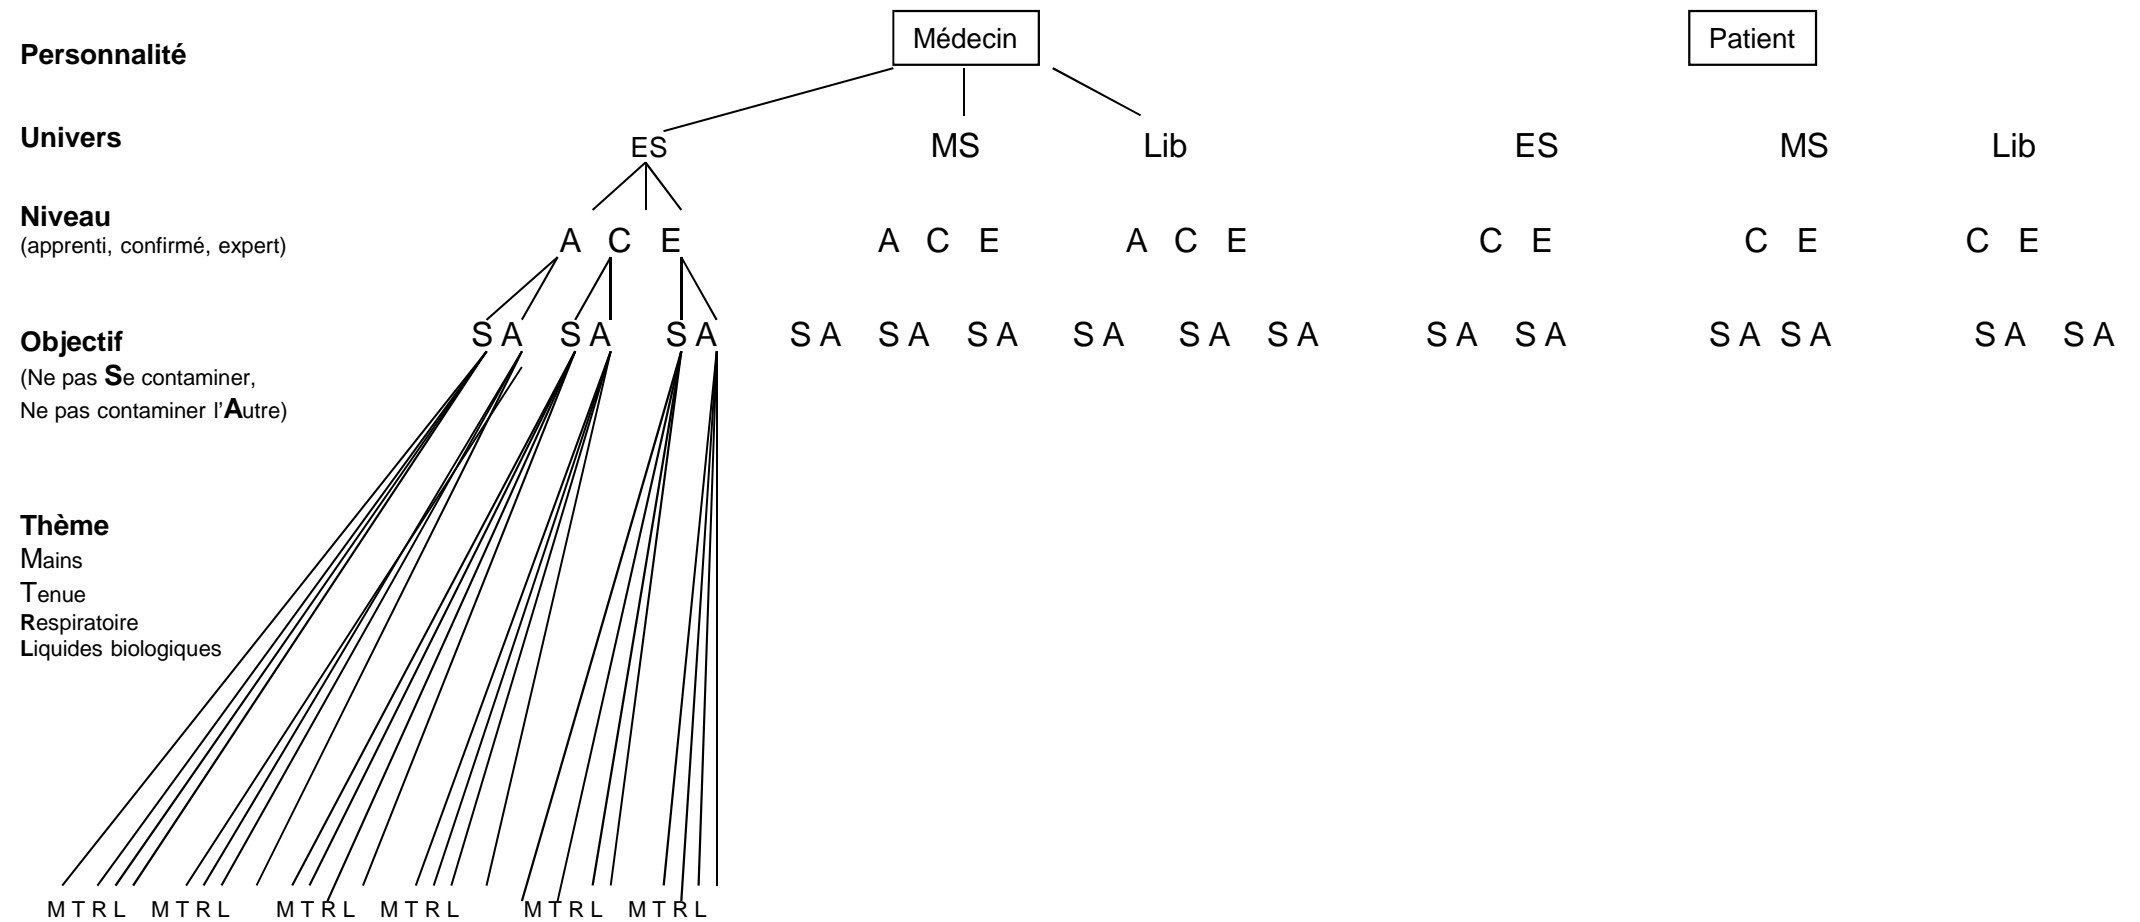 Médecin Patient
Personnalité
Univers ES MS Lib ES MS Lib
Niveau
(apprenti, confirmé, expert) A C E A C E A C E C E C E C E
Objectif S A S A S A S A S A S A S A S A S A S A S A S A S A S A S A
(Ne pas Se contaminer,
Ne pas contaminer l'Autre)
Thème
Mains
Tenue
Respiratoire
Liquides biologiques
M T R L M T R L M T R L M T R L M T R L M T R L